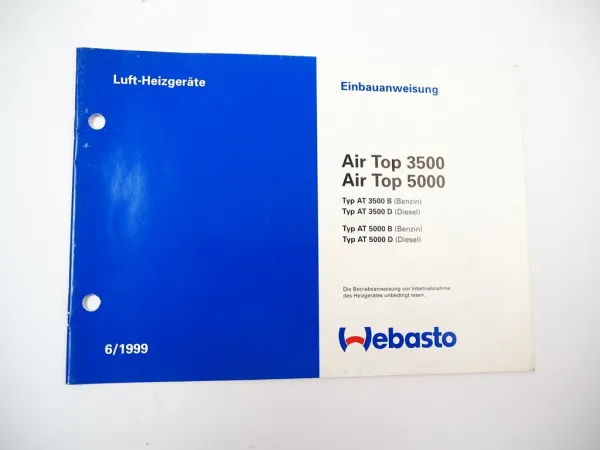 Luft-Heizgeräte
6/1999
Einbauanweisung
Air Top 3500
Air Top 5000
Typ AT 3500 B (Benzin)
Typ AT 3500 D (Diesel)
Typ AT 5000 B (Benzin)
Typ AT 5000 D (Diesel)
Die Betriebsanweisung vor Inbetriebnahme
des Heizgerätes unbedingt lesen.
Webasto